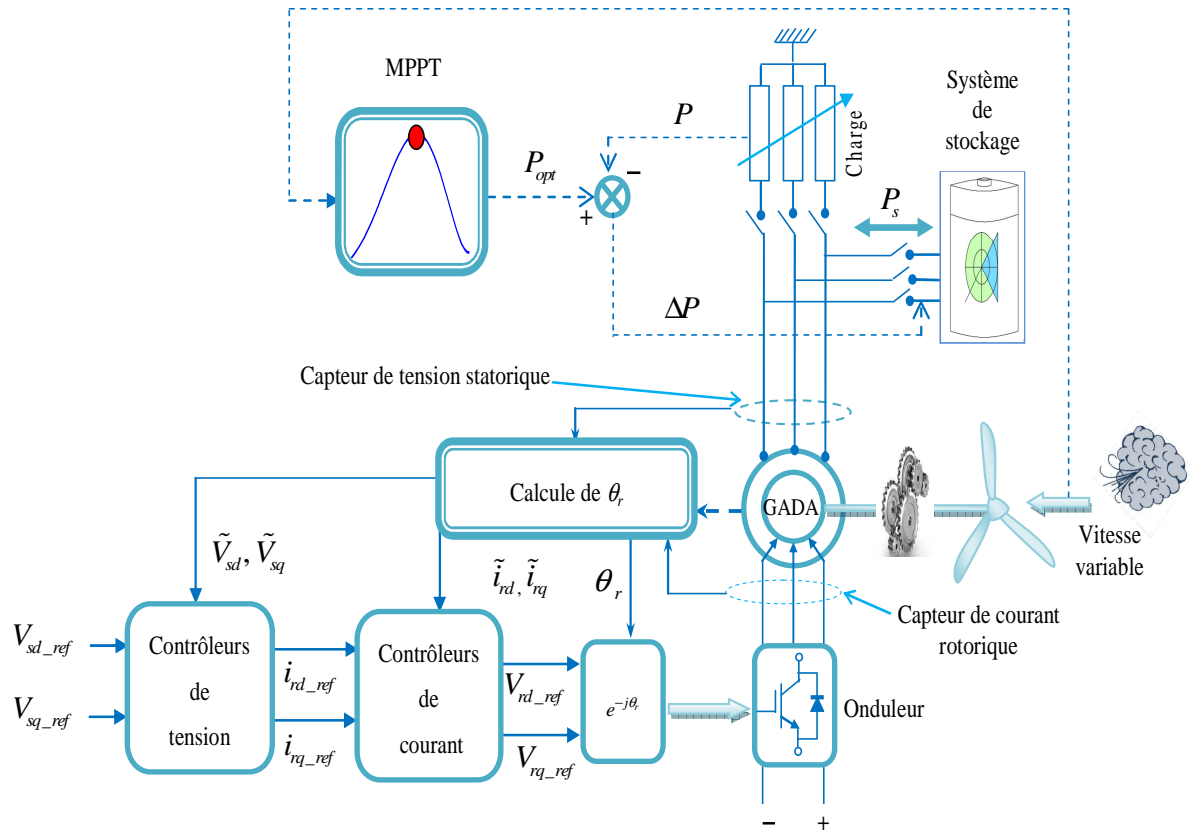 MPPT
P
P_opt
−
+
ΔP
Charge
Système
de
stockage
P_s
Capteur de tension statorique
Calcule de θ_r
GADA
Vitesse
variable
Ṽ_sd, Ṽ_sq
ĩ_rd, ĩ_rq
θ_r
Capteur de courant
rotorique
V_sd_ref
V_sq_ref
Contrôleurs
de
tension
i_rd_ref
i_rq_ref
Contrôleurs
de
courant
V_rd_ref
V_rq_ref
e^{-jθ_r}
Onduleur
− +